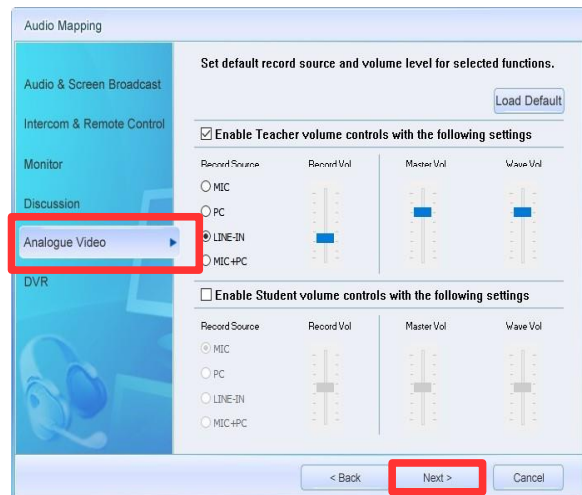 Audio Mapping
Audio & Screen Broadcast
Intercom & Remote Control
Monitor
Discussion
Analogue Video
DVR
Set default record source and volume level for selected functions.
Load Default
Enable Teacher volume controls with the following settings
Record Source Record Vol Master Vol Wave Vol
MIC
PC
LINE-IN
MIC+PC
Enable Student volume controls with the following settings
Record Source Record Vol Master Vol Wave Vol
MIC
PC
LINE-IN
MIC+PC
< Back Next > Cancel